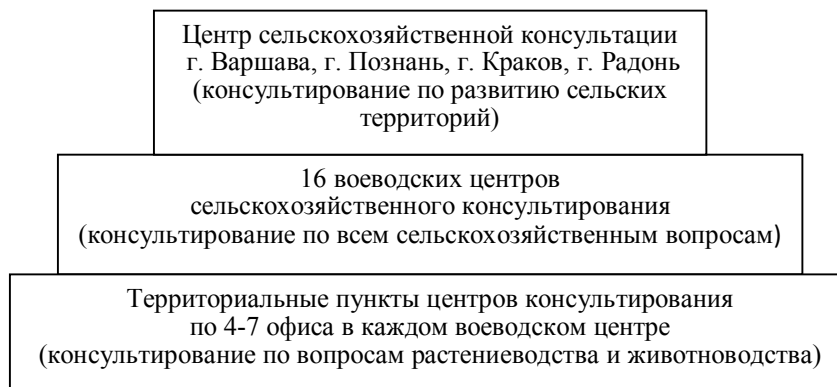 Центр сельскохозяйственной консультации
г. Варшава, г. Познань, г. Краков, г. Радонь
(консультирование по развитию сельских
территорий)
16 воеводских центров
сельскохозяйственного консультирования
(консультирование по всем сельскохозяйственным вопросам)
Территориальные пункты центров консультирования
по 4-7 офиса в каждом воеводском центре
(консультирование по вопросам растениеводства и животноводства)